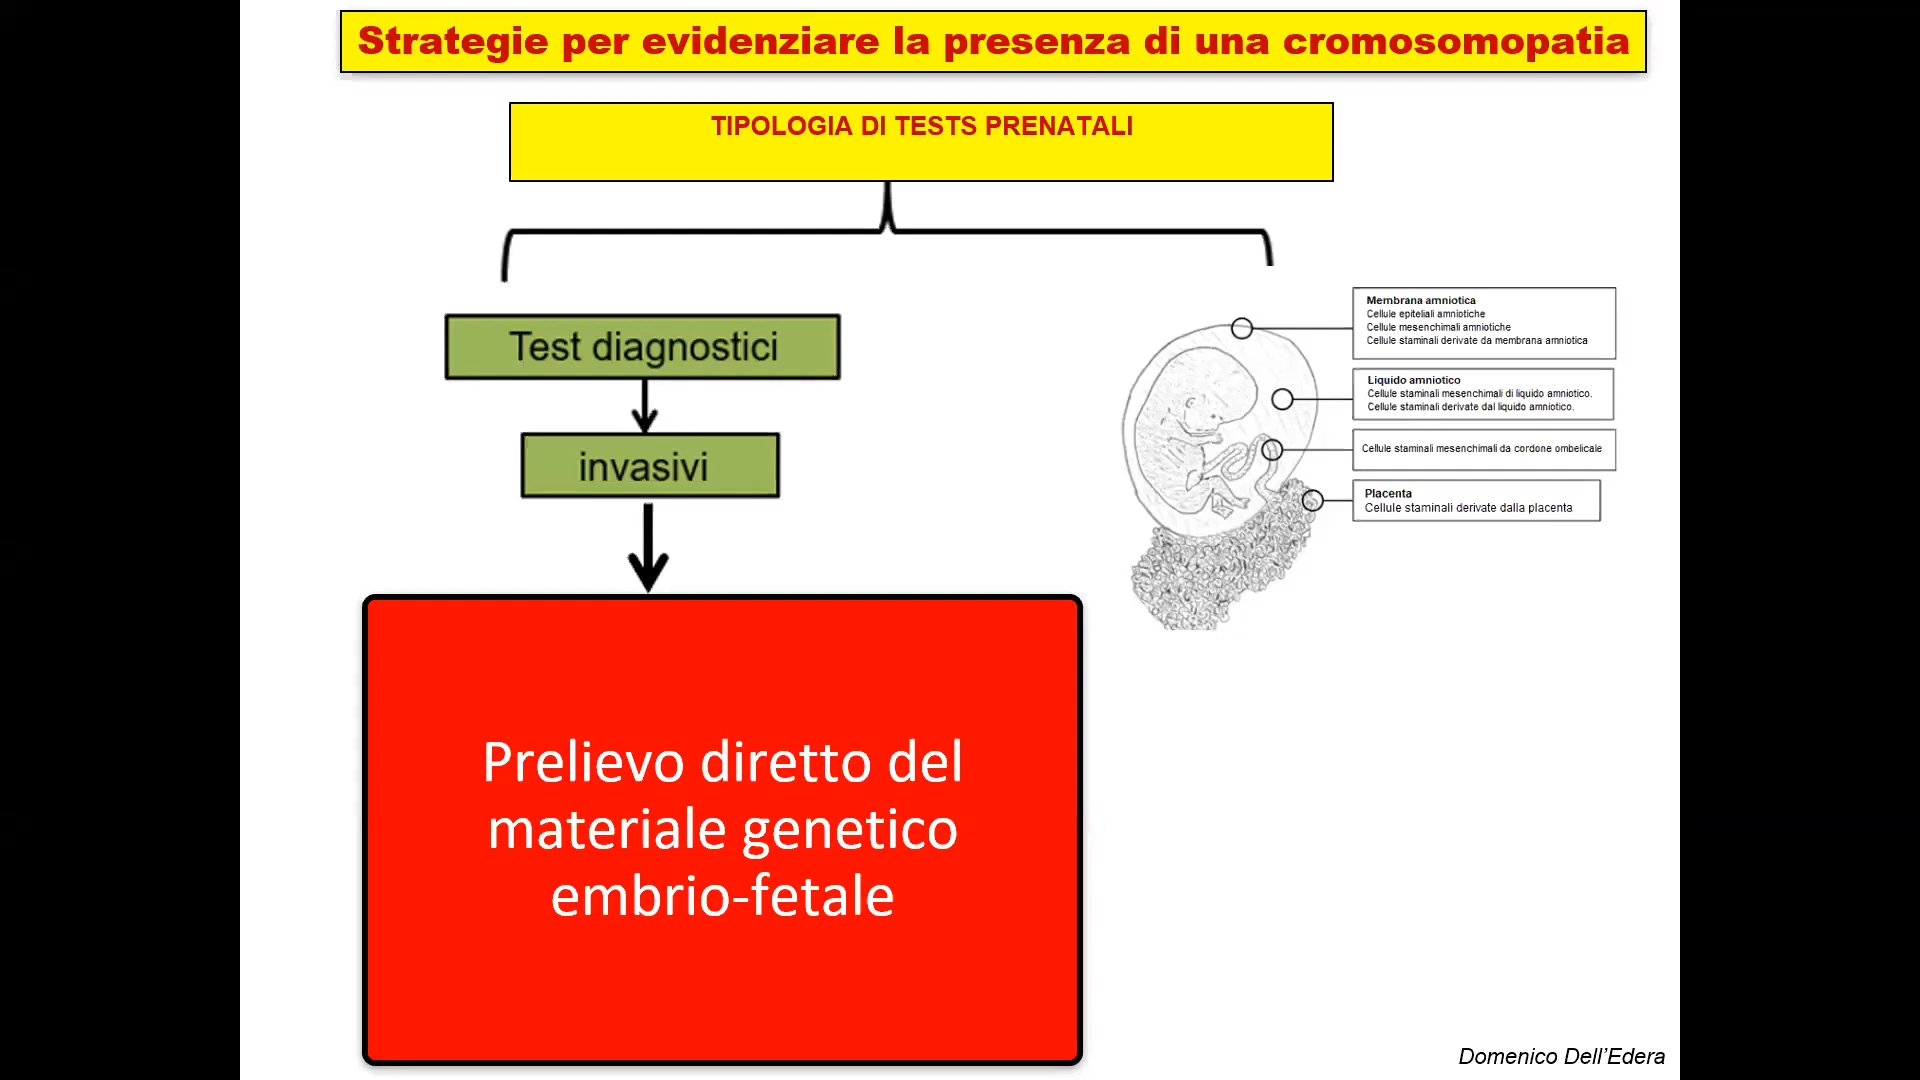 Strategie per evidenziare la presenza di una cromosomopatia
TIPOLOGIA DI TESTS PRENATALI
Test diagnostici
invasivi
Prelievo diretto del
materiale genetico
embrio-fetale
Membrana amniotica
Cellule epiteliali amniotiche
Cellule mesenchimali amniotiche
Cellule staminali derivate da membrana amniotica
Liquido amniotico
Cellule staminali mesenchimali di liquido amniotico.
Cellule staminali derivate dal liquido amniotico.
Cellule staminali mesenchimali da cordone ombelicale
Placenta
Cellule staminali derivate dalla placenta
Domenico Dell'Edera